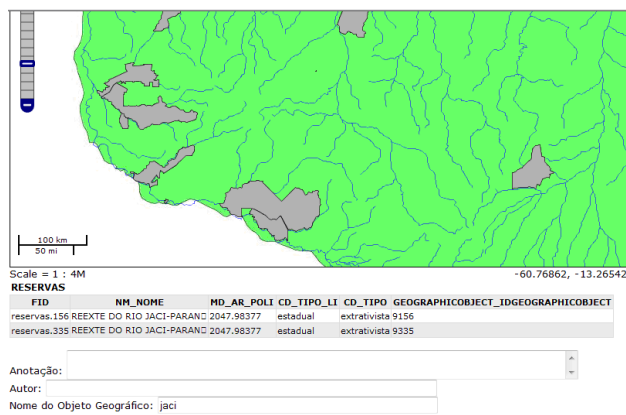 100 km
50 mi
Scale = 1 : 4M
-60.76862, -13.26542
RESERVAS
FID NM_NOME MD_AR_POLI CD_TIPO_LI CD_TIPO GEOGRAPHICOBJECT_IDGEOGRAPHICOBJECT
reservas.156 REEXTE DO RIO JACI-PARAN 2047.98377 estadual extrativista 9156
reservas.335 REEXTE DO RIO JACI-PARAN 2047.98377 estadual extrativista 9335
Anotação:
Autor:
Nome do Objeto Geográfico: jaci